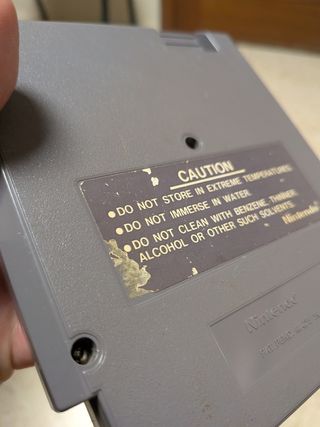 CAUTION
•DO NOT STORE IN EXTREME TEMPERATURES.
•DO NOT IMMERSE IN WATER.
•DO NOT CLEAN WITH BENZENE, THINNER,
ALCOHOL OR OTHER SUCH SOLVENTS.
Nintendo
Nintendo